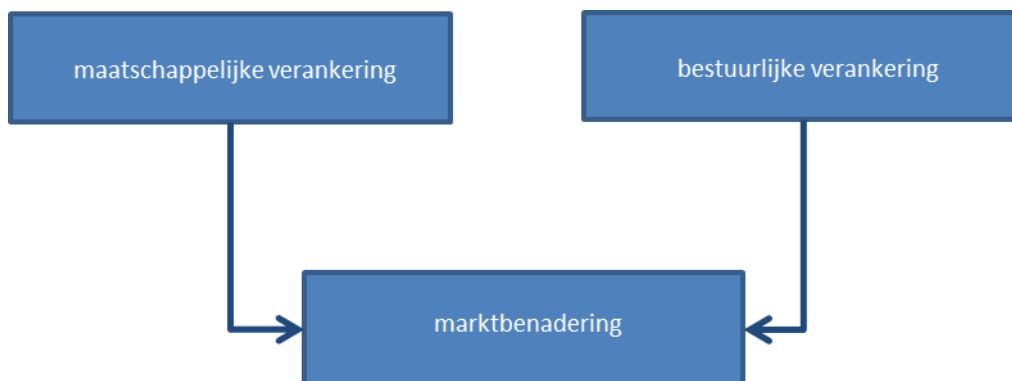 maatschappelijke verankering
bestuurlijke verankering
marktbenadering